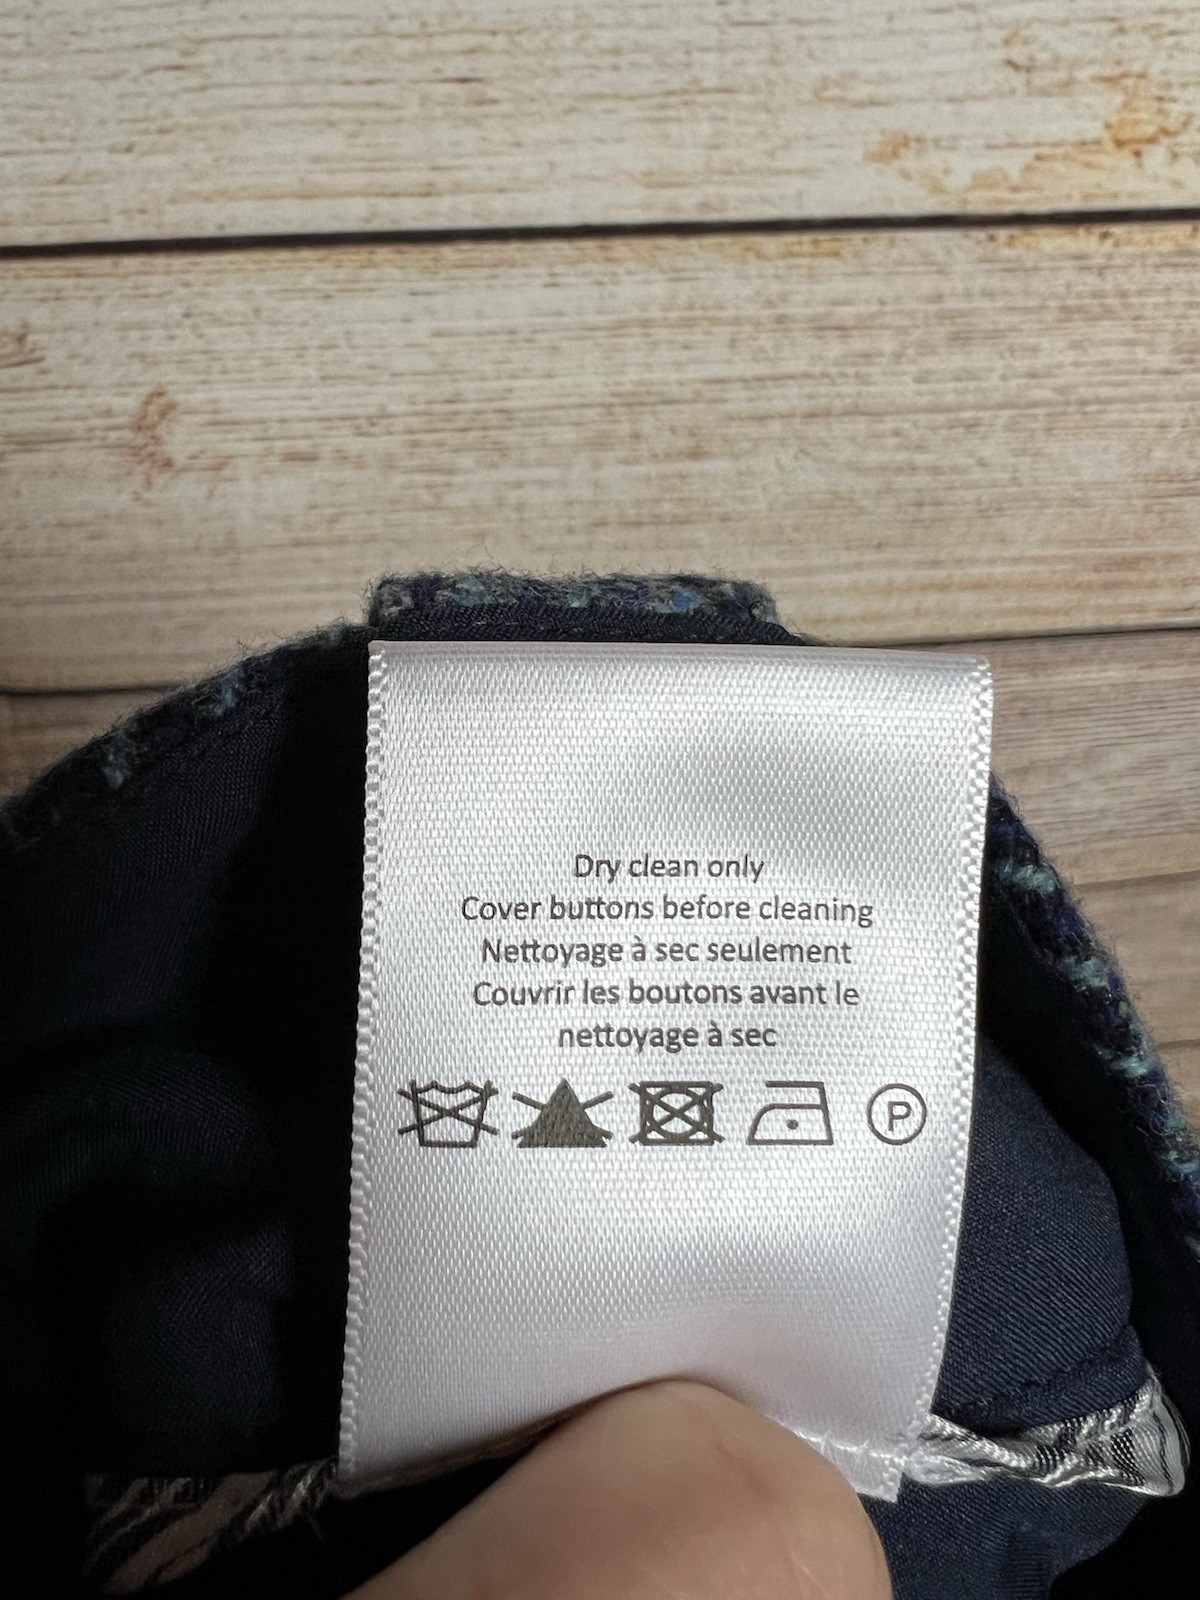 Dry clean only
Cover buttons before cleaning
Nettoyage à sec seulement
Couvrir les boutons avant le
nettoyage à sec
P